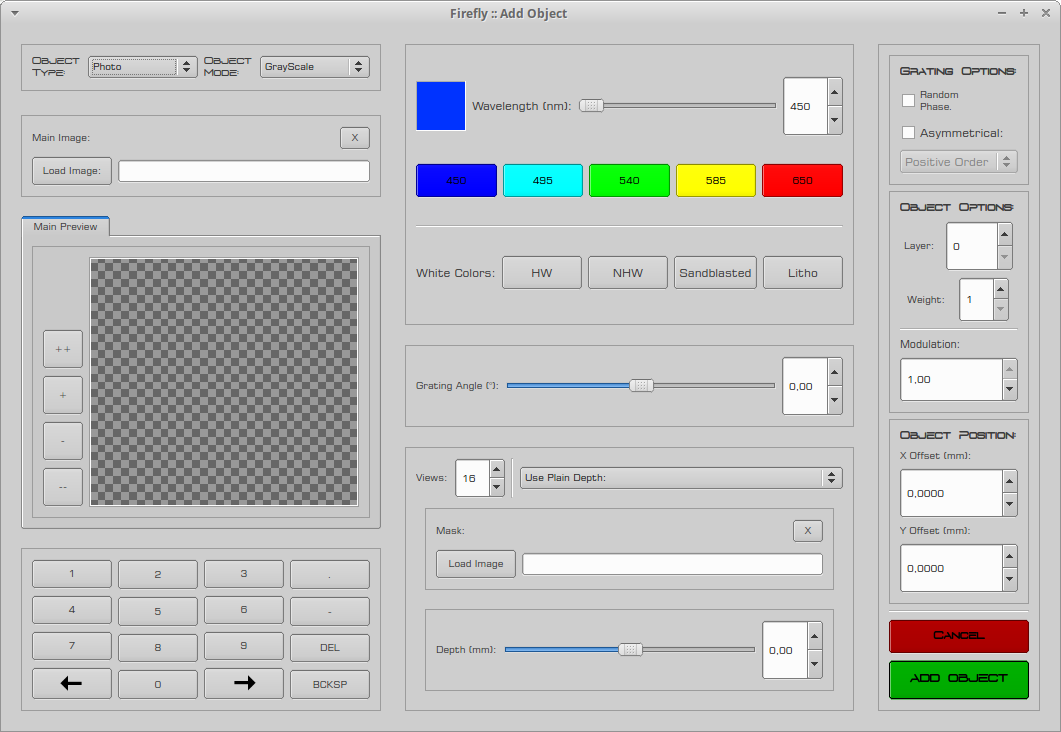 Firefly :: Add Object
Object Type: Photo Object Mode: GrayScale
Main Image: X
Load Image:
Main Preview
++
+
-
--
1 2 3 .
4 5 6 -
7 8 9 DEL
0 BCKSP
Wavelength (nm): 450
450 495 540 585 650
White Colors: HW NHW Sandblasted Litho
Grating Angle (°): 0,00
Views: 16 Use Plain Depth:
Mask: X
Load Image
Depth (mm): 0,00
Grating Options:
Random
Phase.
Asymmetrical:
Positive Order
Object Options:
Layer: 0
Weight: 1
Modulation:
1,00
Object Position:
X Offset (mm):
0,0000
Y Offset (mm):
0,0000
Cancel
Add Object